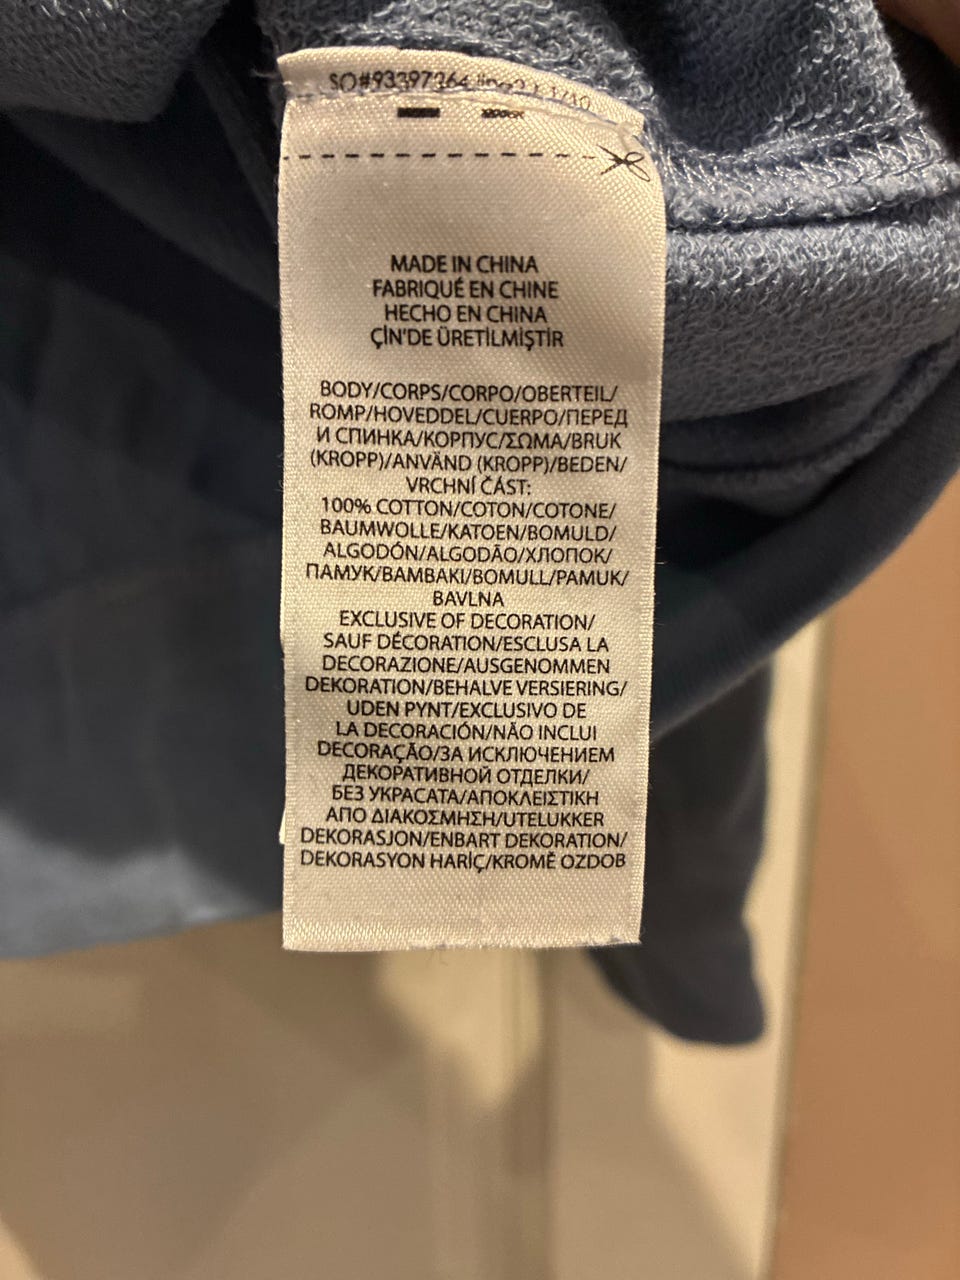 SO#93397364
MADE IN CHINA
FABRIQUÉ EN CHINE
HECHO EN CHINA
ÇİN'DE ÜRETİLMİŞTİR
BODY/CORPS/CORPO/OBERTEIL/
ROMP/HOVEDDEL/CUERPO/ПЕРЕД
И СПИНКА/КОРПУС/ΣΩΜΑ/BRUK
(KROPP)/ANVÄND (KROPP)/BEDEN/
VRCHNÍ ČÁST:
100% COTTON/COTON/COTONE/
BAUMWOLLE/KATOEN/BOMULD/
ALGODÓN/ALGODÃO/ХЛОПОК/
ПАМУК/ΒΑΜΒΑΚΙ/BOMULL/PAMUK/
BAVLNA
EXCLUSIVE OF DECORATION/
SAUF DÉCORATION/ESCLUSA LA
DECORAZIONE/AUSGENOMMEN
DEKORATION/BEHALVE VERSIERING/
UDEN PYNT/EXCLUSIVO DE
LA DECORACIÓN/NÃO INCLUI
DECORAÇÃO/ЗА ИСКЛЮЧЕНИЕМ
ДЕКОРАТИВНОЙ ОТДЕЛКИ/
БЕЗ УКРАСАТА/ΑΠΟΚΛΕΙΣΤΙΚΗ
ΑΠΟ ΔΙΑΚΟΣΜΗΣΗ/UTELUKKER
DEKORASJON/ENBART DEKORATION/
DEKORASYON HARİÇ/KROMĚ OZDOB